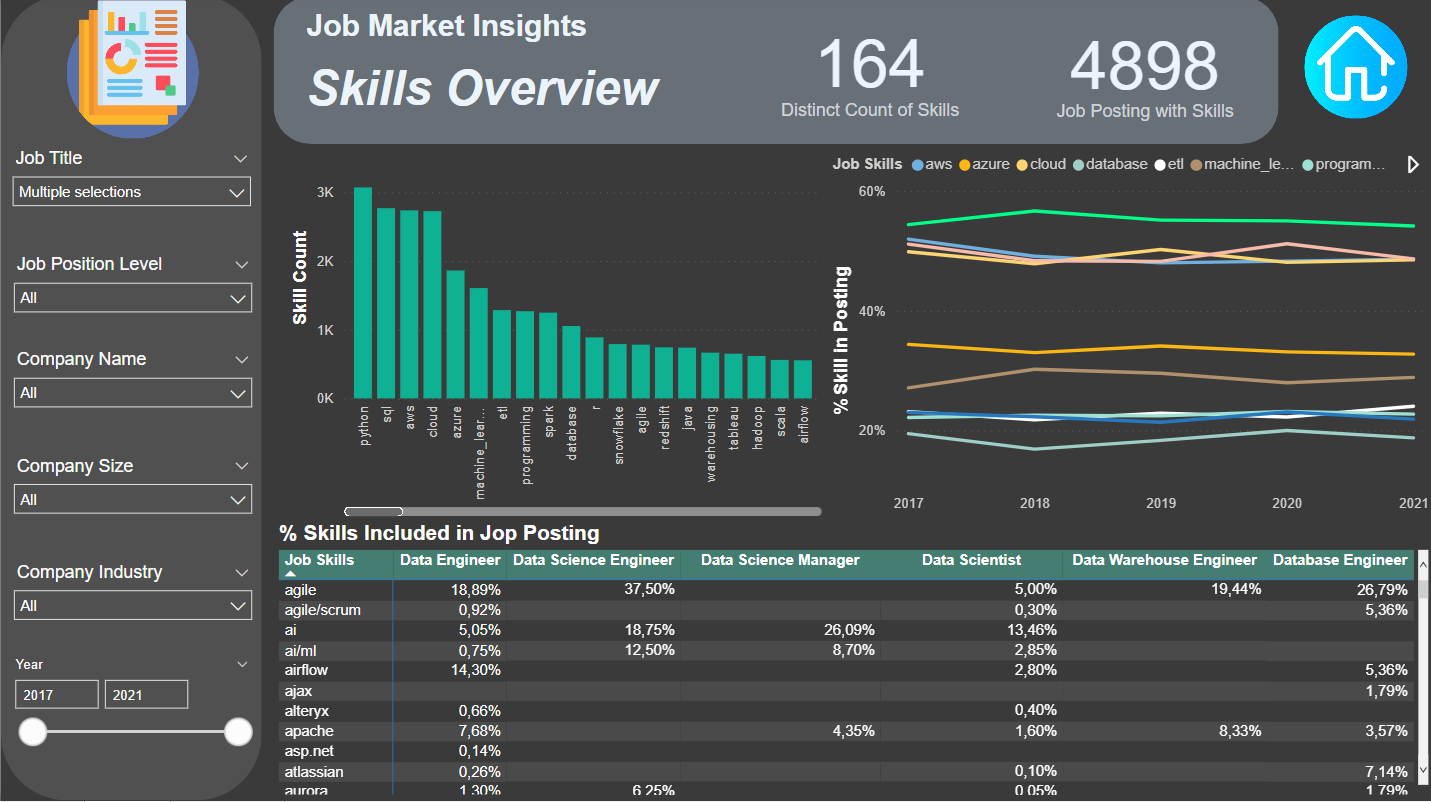 Job Market Insights
Skills Overview
164
Distinct Count of Skills
4898
Job Posting with Skills
Job Title
Multiple selections
Job Position Level
All
Company Name
All
Company Size
All
Company Industry
All
Year
2017 2021
Skill Count
3K
2K
1K
0K
python
sql
aws
cloud
azure
machine_lear...
etl
programming
spark
database
r
snowflake
agile
redshift
java
warehousing
tableau
hadoop
scala
airflow
Job Skills aws azure cloud database etl machine_le... program...
% Skill in Posting
60%
40%
20%
2017 2018 2019 2020 2021
% Skills Included in Jop Posting
Job Skills Data Engineer Data Science Engineer Data Science Manager Data Scientist Data Warehouse Engineer Database Engineer
agile 18,89% 37,50% 5,00% 19,44% 26,79%
agile/scrum 0,92% 0,30% 5,36%
ai 5,05% 18,75% 26,09% 13,46%
ai/ml 0,75% 12,50% 8,70% 2,85%
airflow 14,30% 2,80% 5,36%
ajax 1,79%
alteryx 0,66% 0,40%
apache 7,68% 4,35% 1,60% 8,33% 3,57%
asp.net 0,14%
atlassian 0,26% 0,10% 7,14%
aurora 1,30% 6,25% 0,05% 1,79%